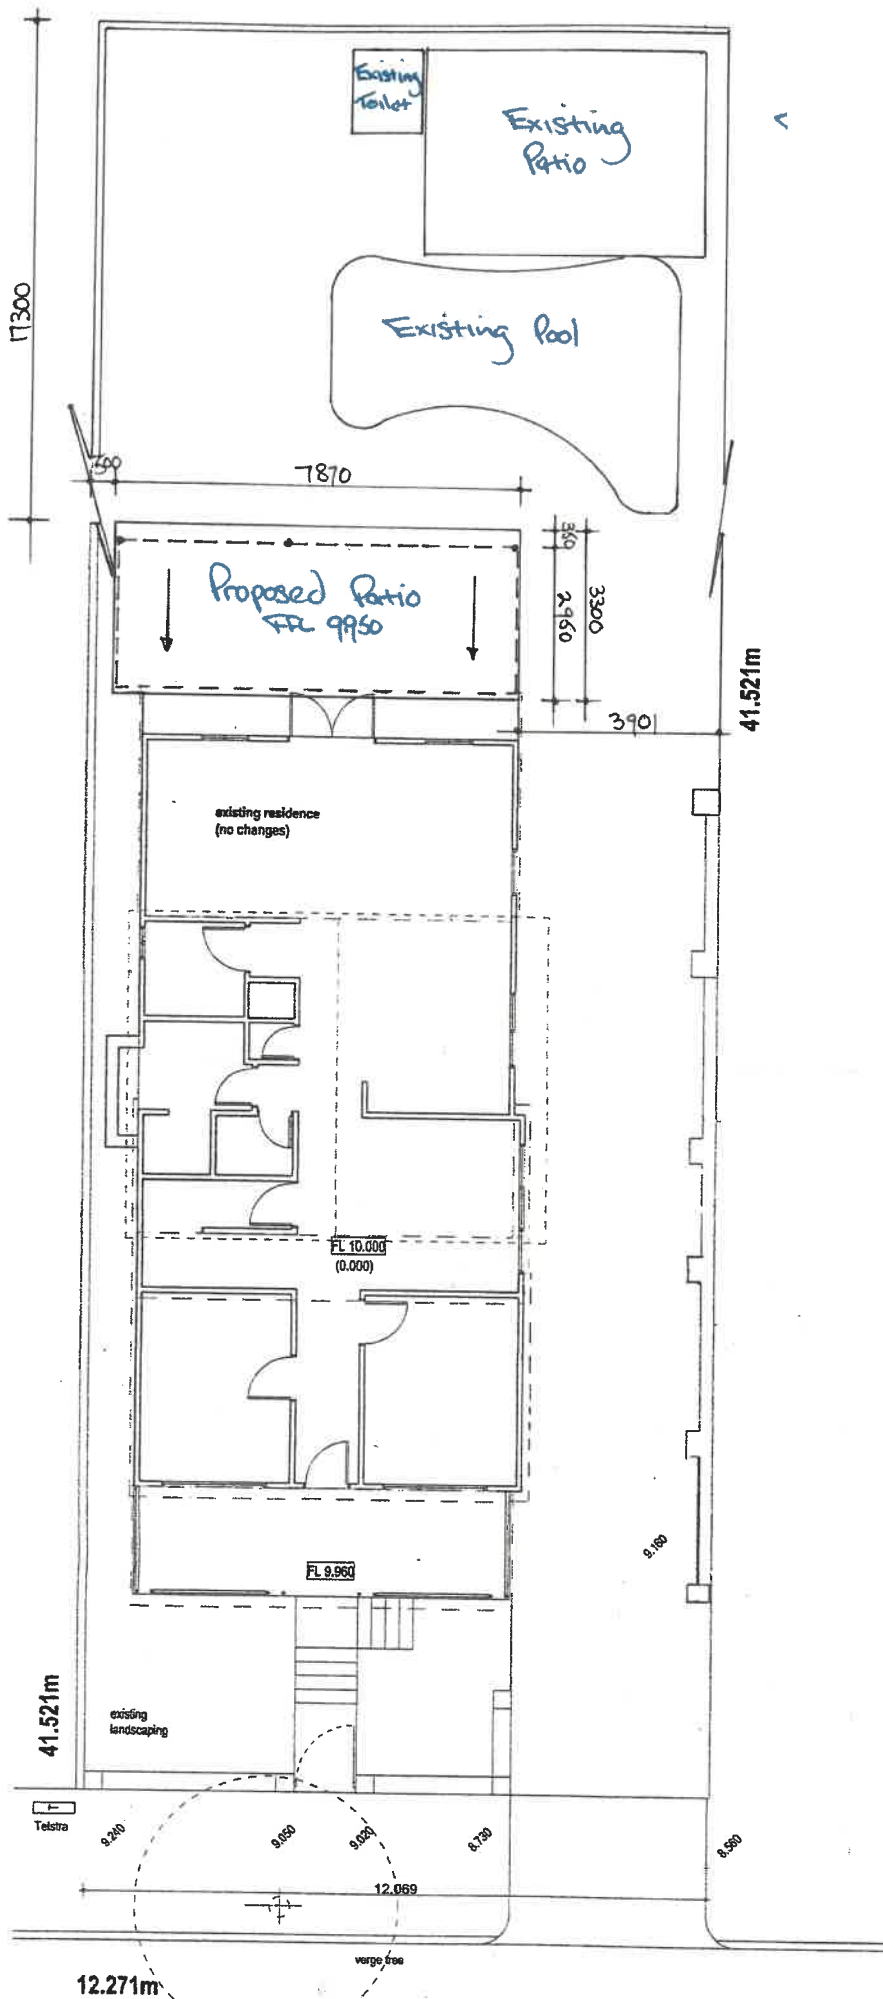 Existing
Toilet
Existing
Patio
<
Existing Pool
17300
500
7870
360
2950
3300
Proposed Patio
FFL 9950
3901
41.521m
existing residence
(no changes)
FL 10.000
(0.000)
FL 9.960
9.160
41.521m
existing
landscaping
T
Telstra
9.240
9.050
9.020
8.730
8.560
12.069
verge tree
12.271m